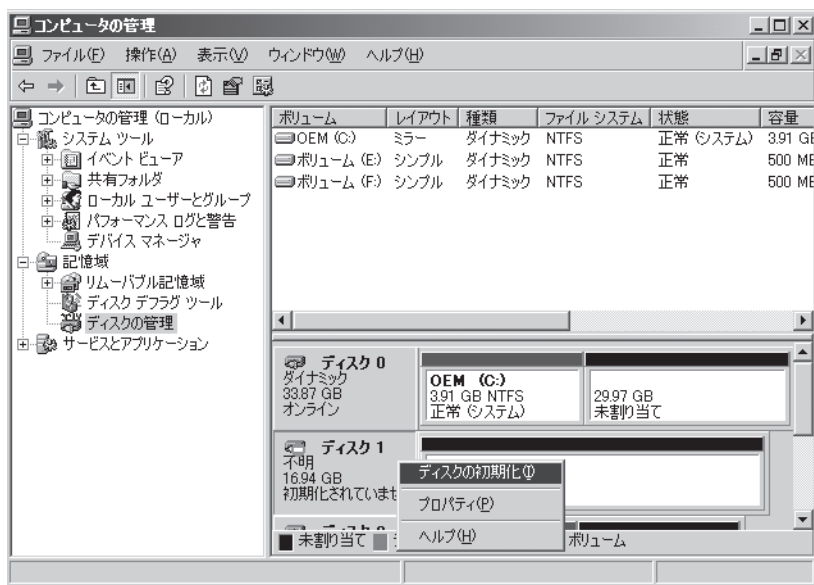 コンピュータの管理
ファイル(F) 操作(A) 表示(V) ウィンドウ(W) ヘルプ(H)
コンピュータの管理 (ローカル)
システム ツール
イベント ビューア
共有フォルダ
ローカル ユーザーとグループ
パフォーマンス ログと警告
デバイス マネージャ
記憶域
リムーバブル記憶域
ディスク デフラグ ツール
ディスクの管理
サービスとアプリケーション
ボリューム レイアウト 種類 ファイル システム 状態 容量
OEM (C:) ミラー ダイナミック NTFS 正常 (システム) 3.91 GB
ボリューム (E:) シンプル ダイナミック NTFS 正常 500 ME
ボリューム (F:) シンプル ダイナミック NTFS 正常 500 ME
ディスク 0
ダイナミック
33.87 GB
オンライン
OEM (C:)
3.91 GB NTFS
正常 (システム)
29.97 GB
未割り当て
ディスク 1
不明
16.94 GB
初期化されていませ
ディスクの初期化(I)
プロパティ(P)
ヘルプ(H)
未割り当て
ボリューム